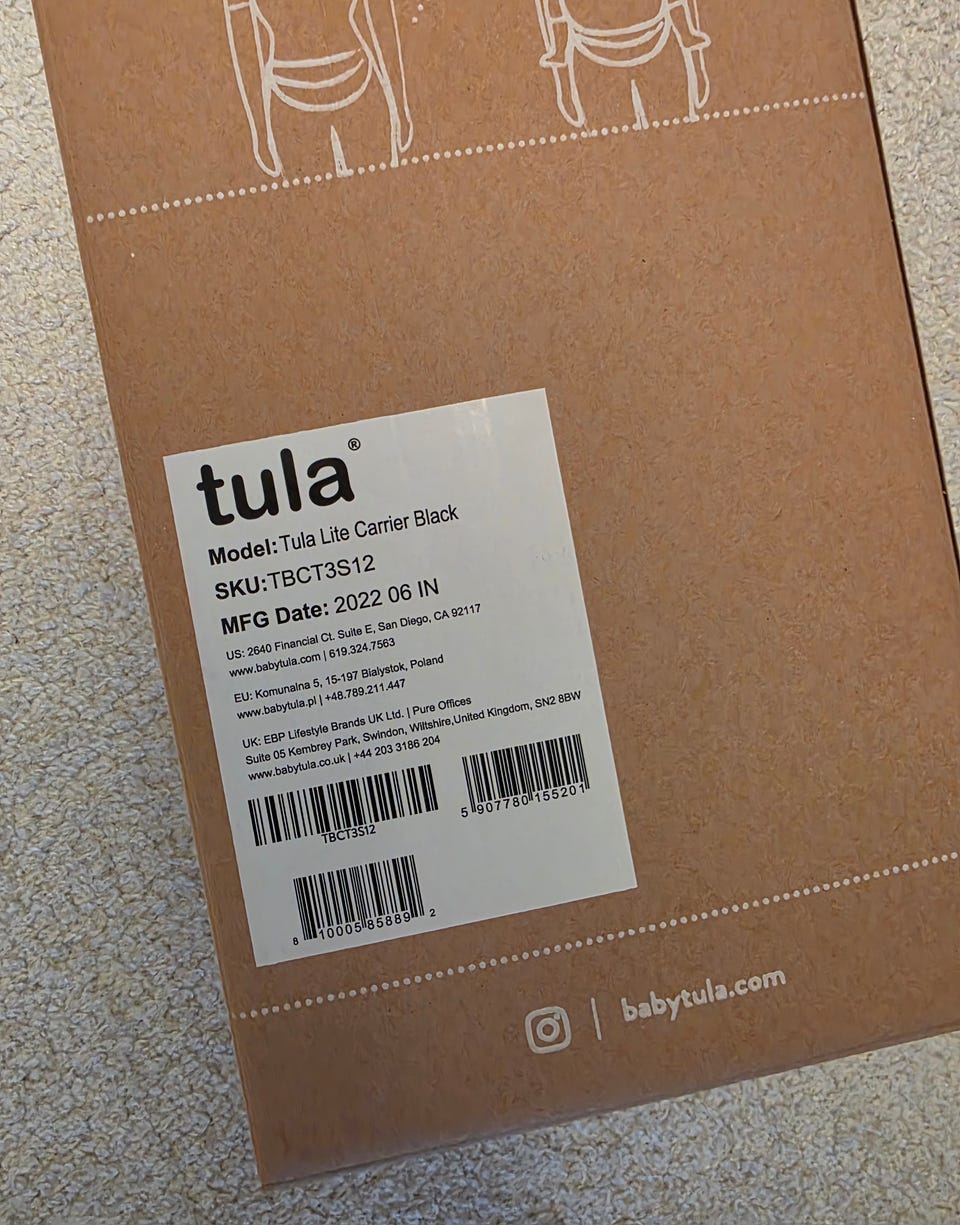 tula®
Model:Tula Lite Carrier Black
SKU:TBCT3S12
MFG Date: 2022 06 IN
US: 2640 Financial Ct. Suite E, San Diego, CA 92117
www.babytula.com | 619.324.7563
EU: Komunalna 5, 15-197 Bialystok, Poland
www.babytula.pl | +48.789.211.447
UK: EBP Lifestyle Brands UK Ltd. | Pure Offices
Suite 05 Kembrey Park, Swindon, Wiltshire,United Kingdom, SN2 8BW
www.babytula.co.uk | +44 203 3186 204
TBCT3S12
5 907780 155201
8 10005 85889 2
| babytula.com